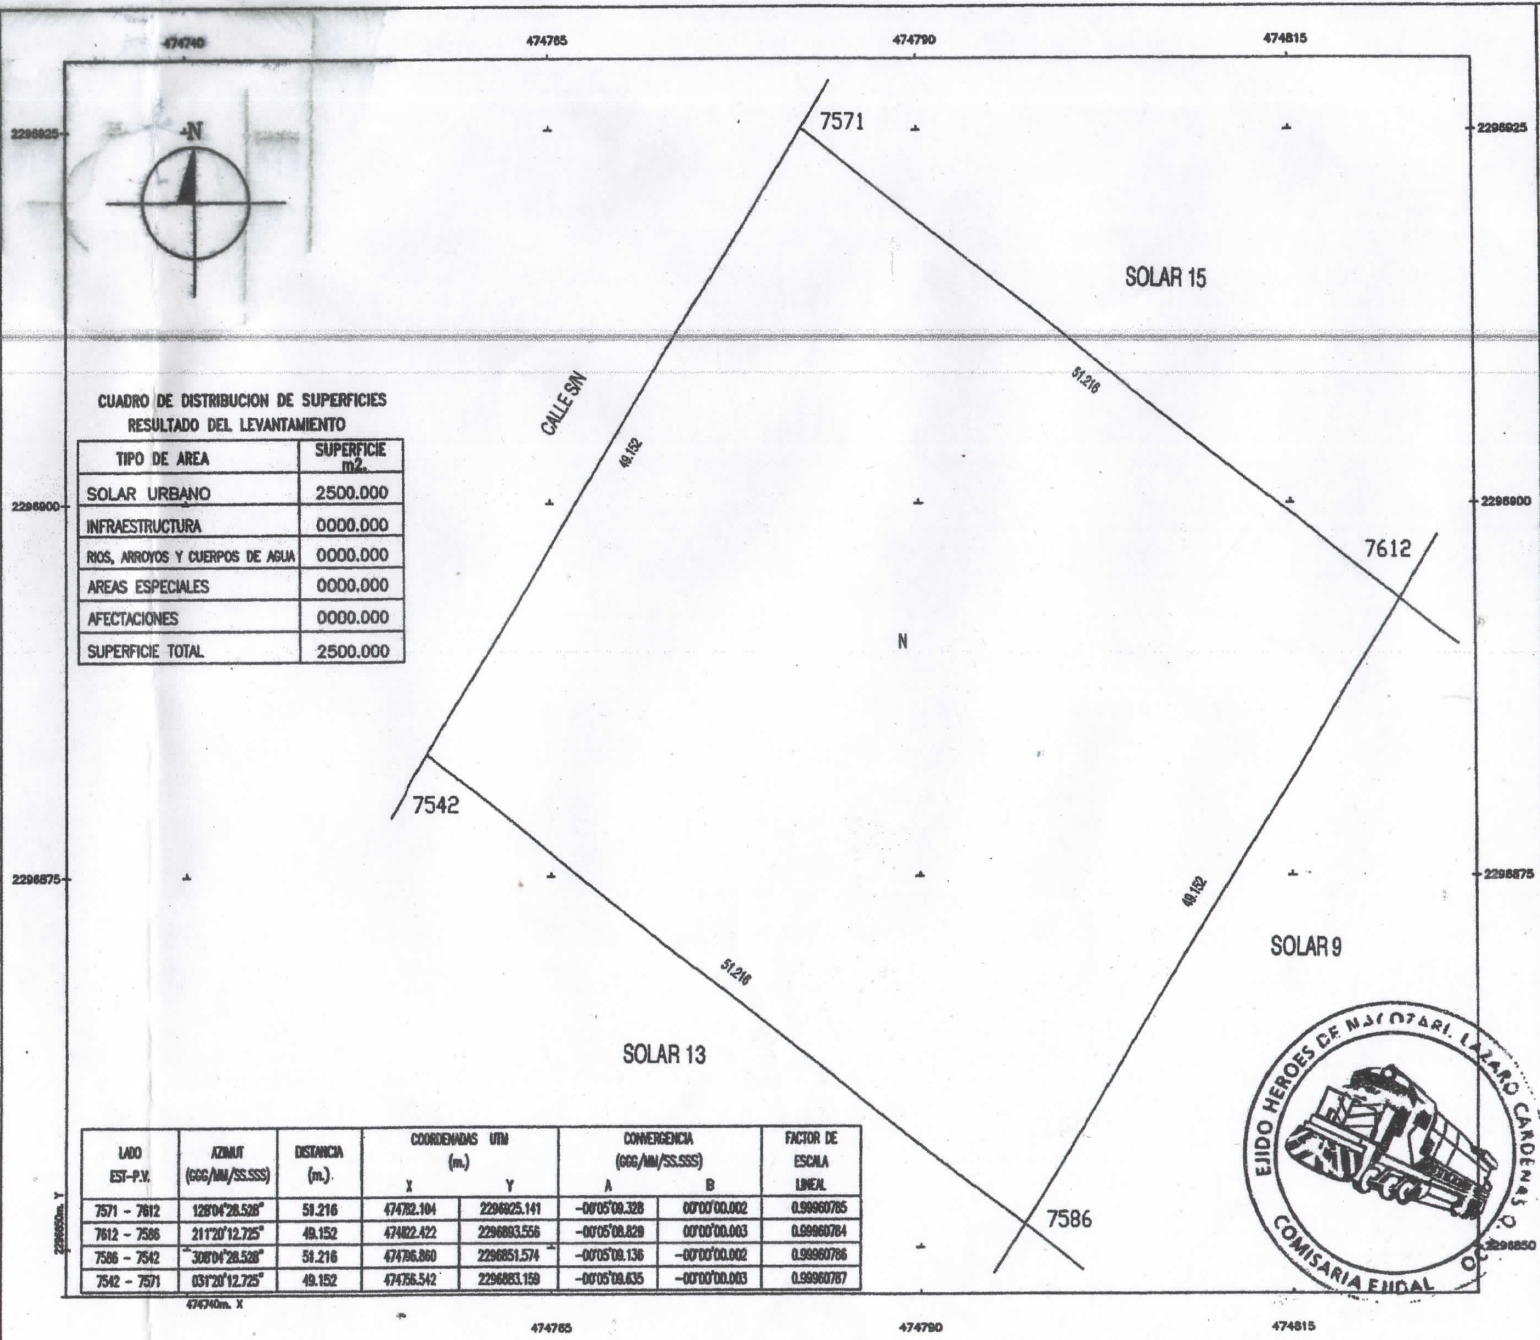 474740 474765 474790 474815
2296925 N 7571 2296925
SOLAR 15
CALLE S/N
49.152
51.216
CUADRO DE DISTRIBUCION DE SUPERFICIES
RESULTADO DEL LEVANTAMIENTO
TIPO DE AREA SUPERFICIE m2.
SOLAR URBANO 2500.000
INFRAESTRUCTURA 0000.000
RIOS, ARROYOS Y CUERPOS DE AGUA 0000.000
AREAS ESPECIALES 0000.000
AFECTACIONES 0000.000
SUPERFICIE TOTAL 2500.000
2296900 2296900
7612
N
7542
2296875 2296875
49.152
SOLAR 9
51.216
SOLAR 13
7586
EJIDO HEROES DE NACOZARI, LAZARO CARDENAS Q. ROO
COMISARIA EJIDAL
LADO EST-P.V. AZIMUT (GGG/MM/SS.SSS) DISTANCIA (m.). COORDENADAS UTM (m.) X Y CONVERGENCIA (GGG/MM/SS.SSS) A B FACTOR DE ESCALA LINEAL
7571 - 7612 128°04'28.528" 51.216 474782.104 2296925.141 -00°05'09.328 00°00'00.002 0.99960785
7612 - 7586 211°20'12.725" 49.152 474822.422 2296893.556 -00°05'08.829 00°00'00.003 0.99960784
7586 - 7542 308°04'28.528" 51.216 474796.860 2296851.574 -00°05'09.136 -00°00'00.002 0.99960786
7542 - 7571 031°20'12.725" 49.152 474756.542 2296883.159 -00°05'09.635 -00°00'00.003 0.99960787
2296850m. Y
2296850
474740m. X
474765 474790 474815